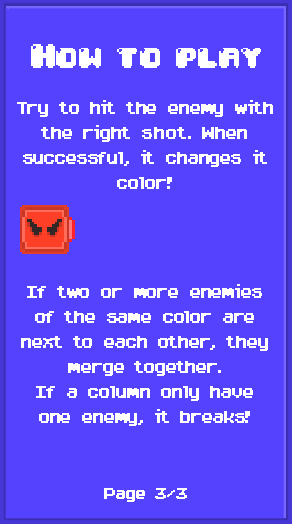 How to play
Try to hit the enemy with
the right shot. When
successful, it changes it
color!
If two or more enemies
of the same color are
next to each other, they
merge together.
If a column only have
one enemy, it breaks!
Page 3/3